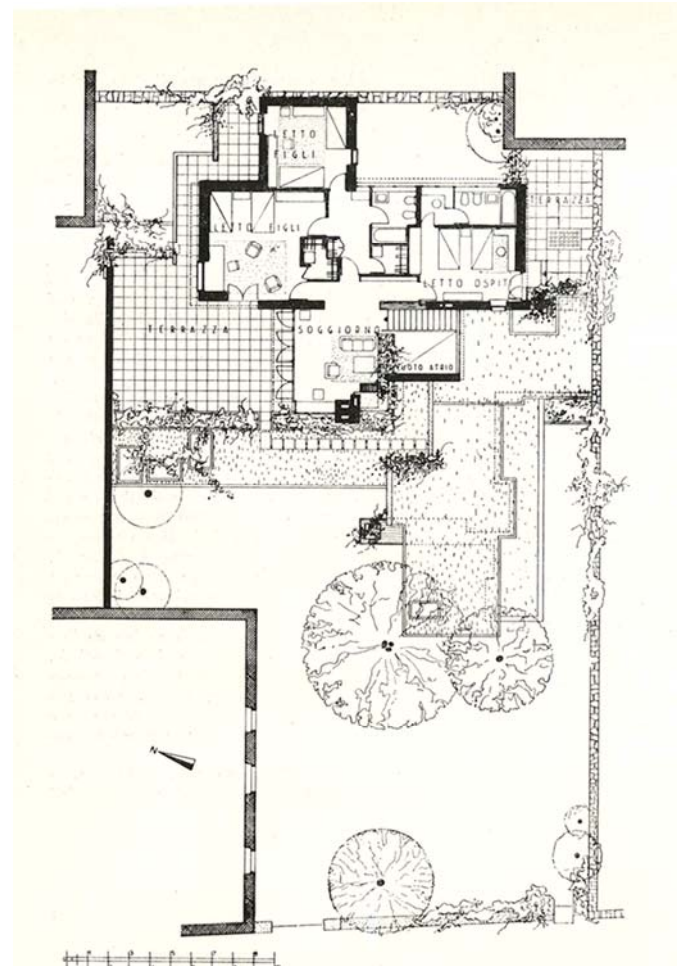 LETTO
FIGLI
LETTO FIGLI
TERRAZZA
LETTO OSPITI
TERRAZZA
SOGGIORNO
VUOTO ATRIO
N